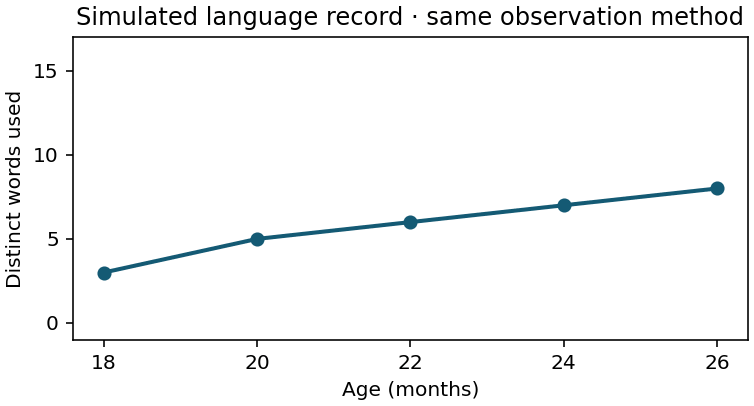 Simulated language record · same observation method
15
10
5
0
Distinct words used
18 20 22 24 26
Age (months)